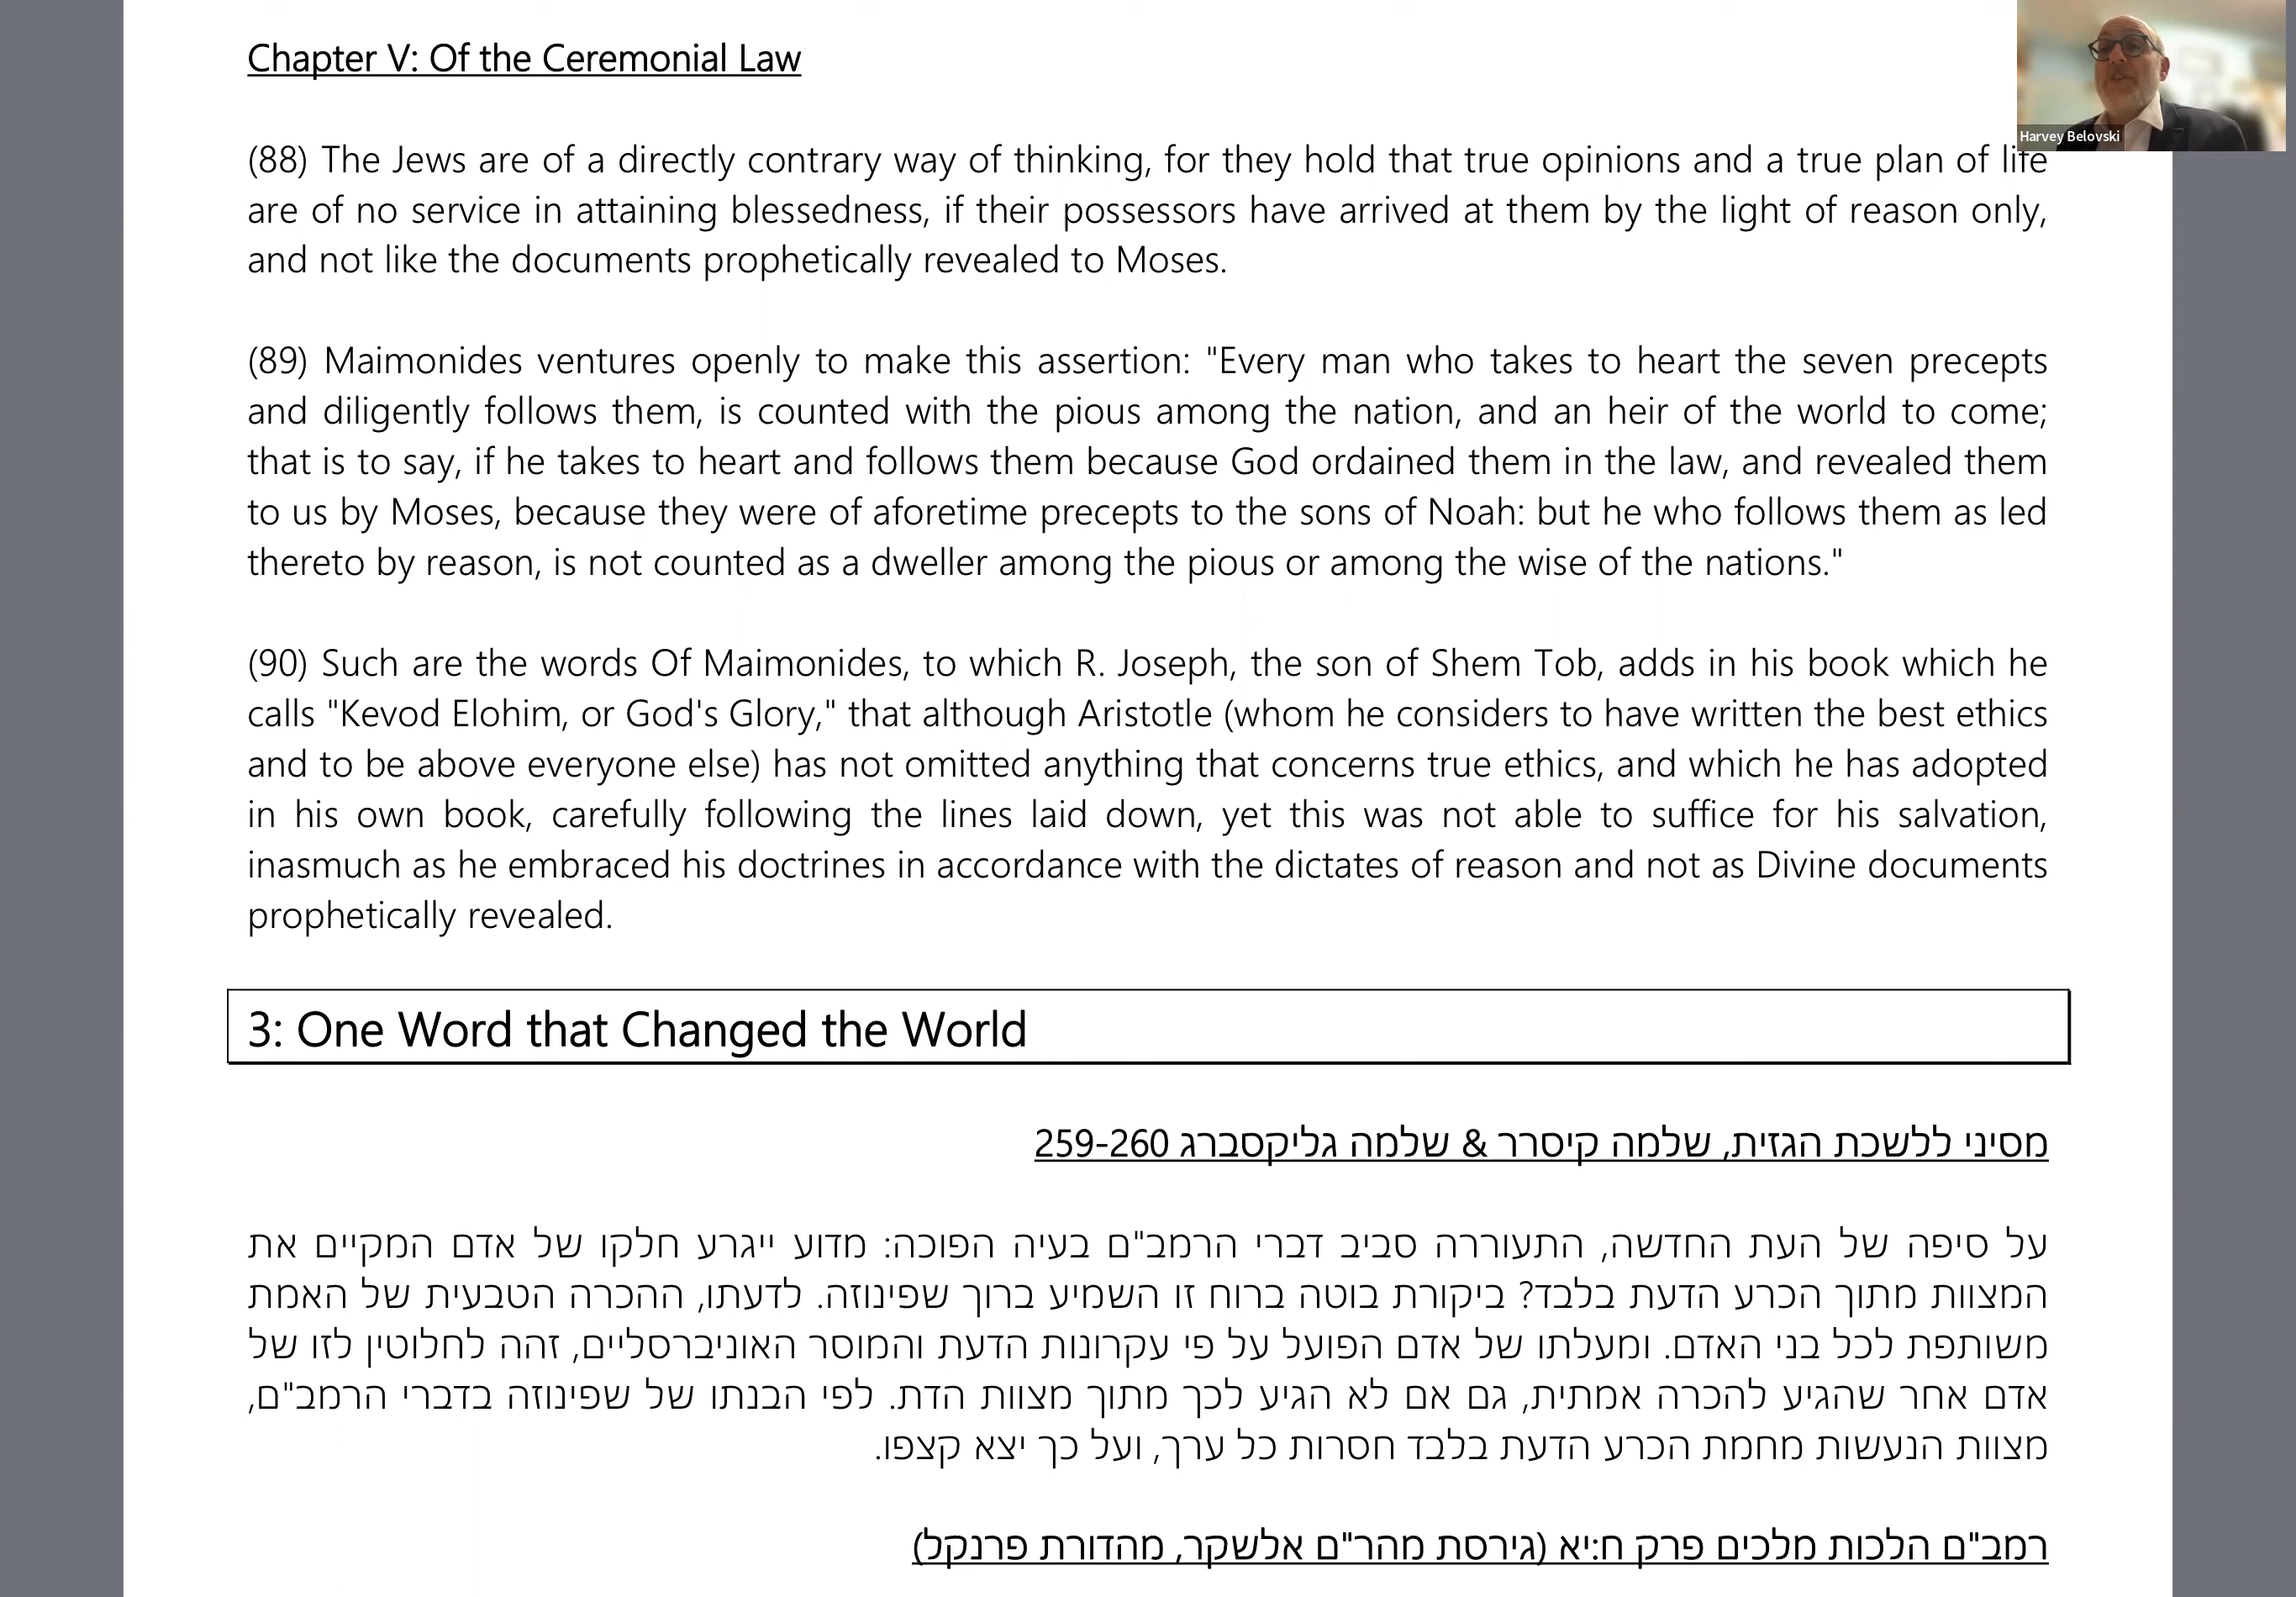 Chapter V: Of the Ceremonial Law
Harvey Belovski
(88) The Jews are of a directly contrary way of thinking, for they hold that true opinions and a true plan of life
are of no service in attaining blessedness, if their possessors have arrived at them by the light of reason only,
and not like the documents prophetically revealed to Moses.
(89) Maimonides ventures openly to make this assertion: "Every man who takes to heart the seven precepts
and diligently follows them, is counted with the pious among the nation, and an heir of the world to come;
that is to say, if he takes to heart and follows them because God ordained them in the law, and revealed them
to us by Moses, because they were of aforetime precepts to the sons of Noah: but he who follows them as led
thereto by reason, is not counted as a dweller among the pious or among the wise of the nations."
(90) Such are the words Of Maimonides, to which R. Joseph, the son of Shem Tob, adds in his book which he
calls "Kevod Elohim, or God's Glory," that although Aristotle (whom he considers to have written the best ethics
and to be above everyone else) has not omitted anything that concerns true ethics, and which he has adopted
in his own book, carefully following the lines laid down, yet this was not able to suffice for his salvation,
inasmuch as he embraced his doctrines in accordance with the dictates of reason and not as Divine documents
prophetically revealed.
3: One Word that Changed the World
מסיני ללשכת הגזית, שלמה קיסרר & שלמה גליקסברג 259-260
על סיפה של העת החדשה, התעוררה סביב דברי הרמב"ם בעיה הפוכה: מדוע ייגרע חלקו של אדם המקיים את
המצוות מתוך הכרע הדעת בלבד? ביקורת בוטה ברוח זו השמיע ברוך שפינוזה. לדעתו, ההכרה הטבעית של האמת
משותפת לכל בני האדם. ומעלתו של אדם הפועל על פי עקרונות הדעת והמוסר האוניברסליים, זהה לחלוטין לזו של
אדם אחר שהגיע להכרה אמתית, גם אם לא הגיע לכך מתוך מצוות הדת. לפי הבנתו של שפינוזה בדברי הרמב"ם,
מצוות הנעשות מחמת הכרע הדעת בלבד חסרות כל ערך, ועל כך יצא קצפו.
רמב"ם הלכות מלכים פרק ח:יא (גירסת מהר"ם אלשקר, מהדורת פרנקל)